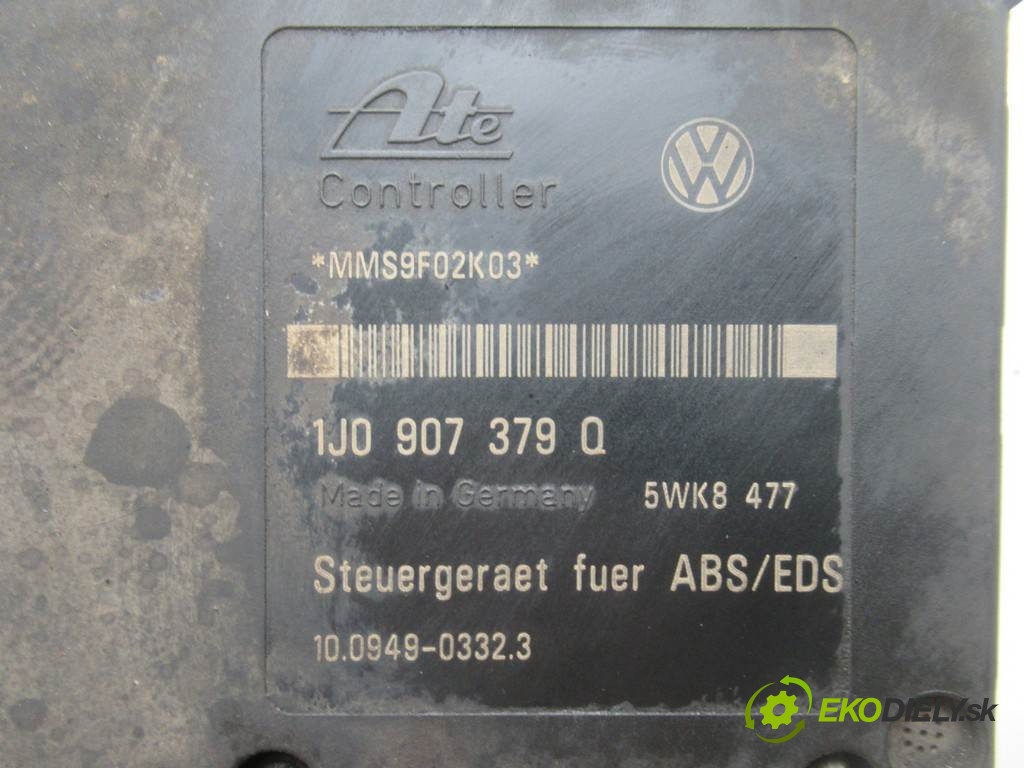 Ate
Controller
*MMS9F02K03*
1J0 907 379 Q
Made in Germany 5WK8 477
Steuergeraet fuer ABS/EDS
10.0949-0332.3
EKODIELY.sk